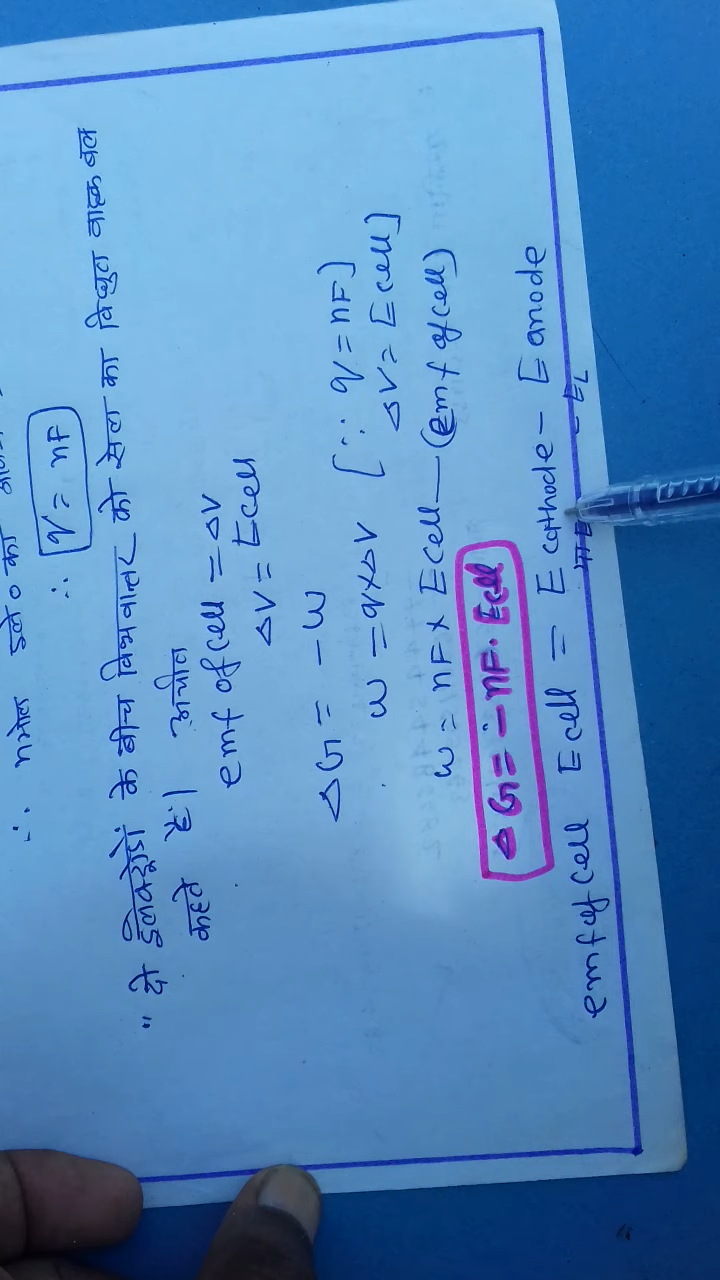 ∴ nमोल इले० का
∴ q = nF
" दो इलेक्ट्रोडों के बीच विभवान्तर को सेल का विधुत वाहक बल
कहते हैं। अर्थात
emf of cell = ΔV
ΔV = Ecell
ΔG = -W
W = q×ΔV [∵ q = nF]
ΔV = Ecell]
W = nF × Ecell — (emf of cell)
ΔG = -nF. Ecell
emf of cell Ecell = E cathode - E anode
- EL